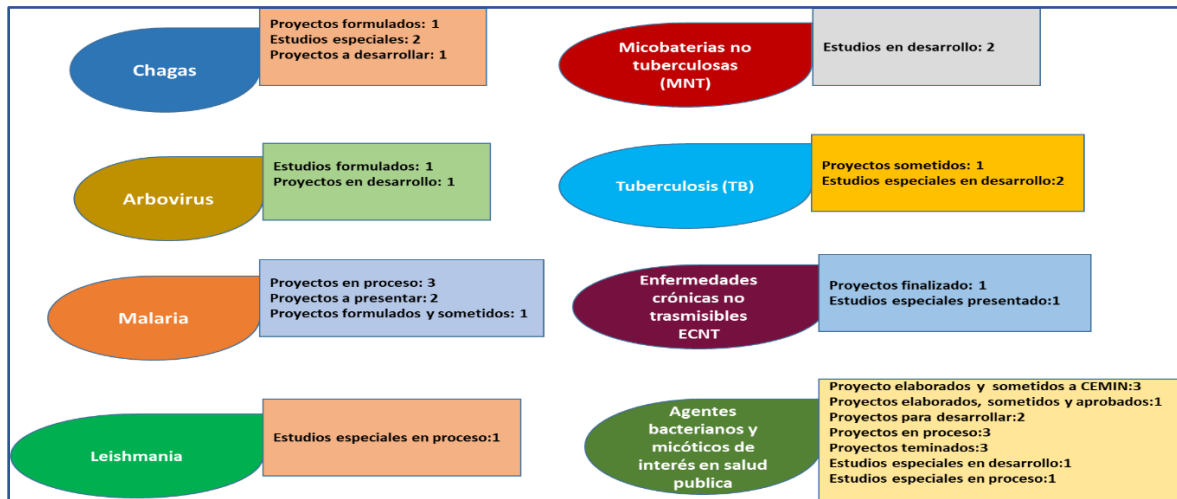 Chagas
Proyectos formulados: 1
Estudios especiales: 2
Proyectos a desarrollar: 1
Micobaterias no
tuberculosas
(MNT)
Estudios en desarrollo: 2
Arbovirus
Estudios formulados: 1
Proyectos en desarrollo: 1
Tuberculosis (TB)
Proyectos sometidos: 1
Estudios especiales en desarrollo:2
Malaria
Proyectos en proceso: 3
Proyectos a presentar: 2
Proyectos formulados y sometidos: 1
Enfermedades
crónicas no
trasmisibles
ECNT
Proyectos finalizado: 1
Estudios especiales presentado:1
Leishmania
Estudios especiales en proceso:1
Agentes
bacterianos y
micóticos de
interés en salud
publica
Proyecto elaborados y sometidos a CEMIN:3
Proyectos elaborados, sometidos y aprobados:1
Proyectos para desarrollar:2
Proyectos en proceso:3
Proyectos teminados:3
Estudios especiales en desarrollo:1
Estudios especiales en proceso:1